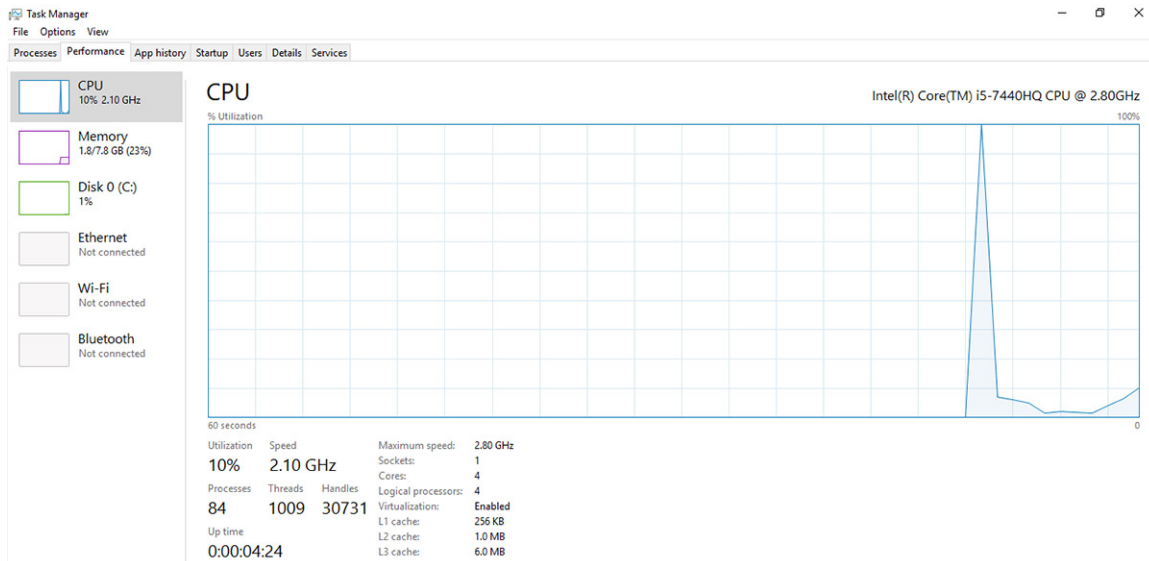 Task Manager
File Options View
Processes Performance App history Startup Users Details Services
CPU
10% 2.10 GHz
Memory
1.8/7.8 GB (23%)
Disk 0 (C:)
1%
Ethernet
Not connected
Wi-Fi
Not connected
Bluetooth
Not connected
CPU Intel(R) Core(TM) i5-7440HQ CPU @ 2.80GHz
% Utilization 100%
60 seconds 0
Utilization Speed
10% 2.10 GHz
Processes Threads Handles
84 1009 30731
Up time
0:00:04:24
Maximum speed: 2.80 GHz
Sockets: 1
Cores: 4
Logical processors: 4
Virtualization: Enabled
L1 cache: 256 KB
L2 cache: 1.0 MB
L3 cache: 6.0 MB